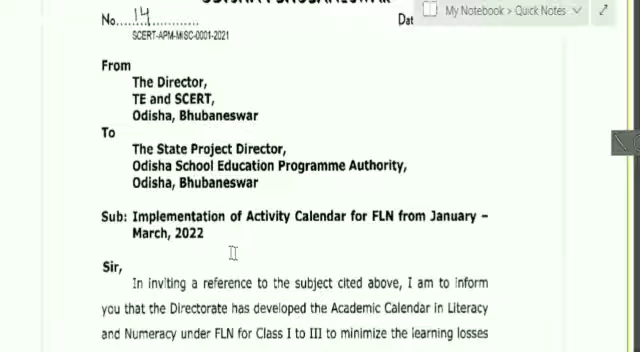 No....14............ Dat
My Notebook > Quick Notes
SCERT-APM-MISC-0001-2021
From
The Director,
TE and SCERT,
Odisha, Bhubaneswar
To
The State Project Director,
Odisha School Education Programme Authority,
Odisha, Bhubaneswar
Sub: Implementation of Activity Calendar for FLN from January –
March, 2022
Sir,
In inviting a reference to the subject cited above, I am to inform
you that the Directorate has developed the Academic Calendar in Literacy
and Numeracy under FLN for Class I to III to minimize the learning losses